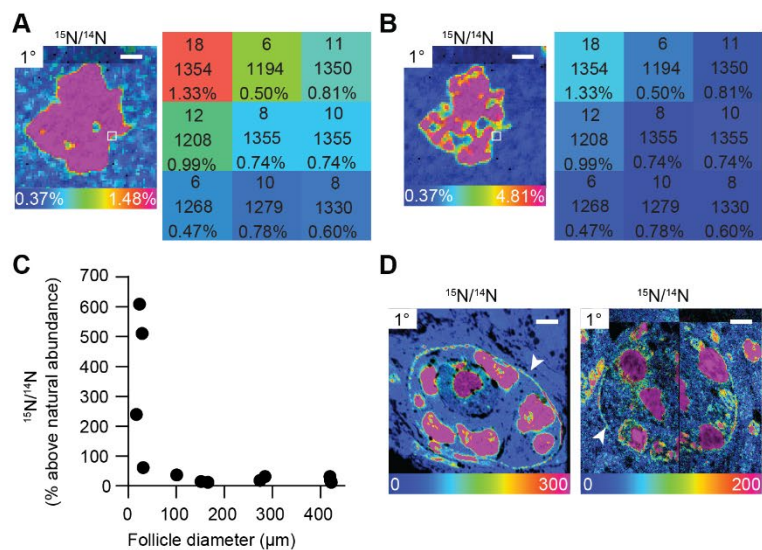 A
15N/14N
1°
0.37% 1.48%
18 6 11
1354 1194 1350
1.33% 0.50% 0.81%
12 8 10
1208 1355 1355
0.99% 0.74% 0.74%
6 10 8
1268 1279 1330
0.47% 0.78% 0.60%
B
15N/14N
1°
0.37% 4.81%
18 6 11
1354 1194 1350
1.33% 0.50% 0.81%
12 8 10
1208 1355 1355
0.99% 0.74% 0.74%
6 10 8
1268 1279 1330
0.47% 0.78% 0.60%
C
15N/14N
(% above natural abundance)
700
600
500
400
300
200
100
0
0 100 200 300 400
Follicle diameter (µm)
D
15N/14N
1°
0 300
15N/14N
1°
0 200